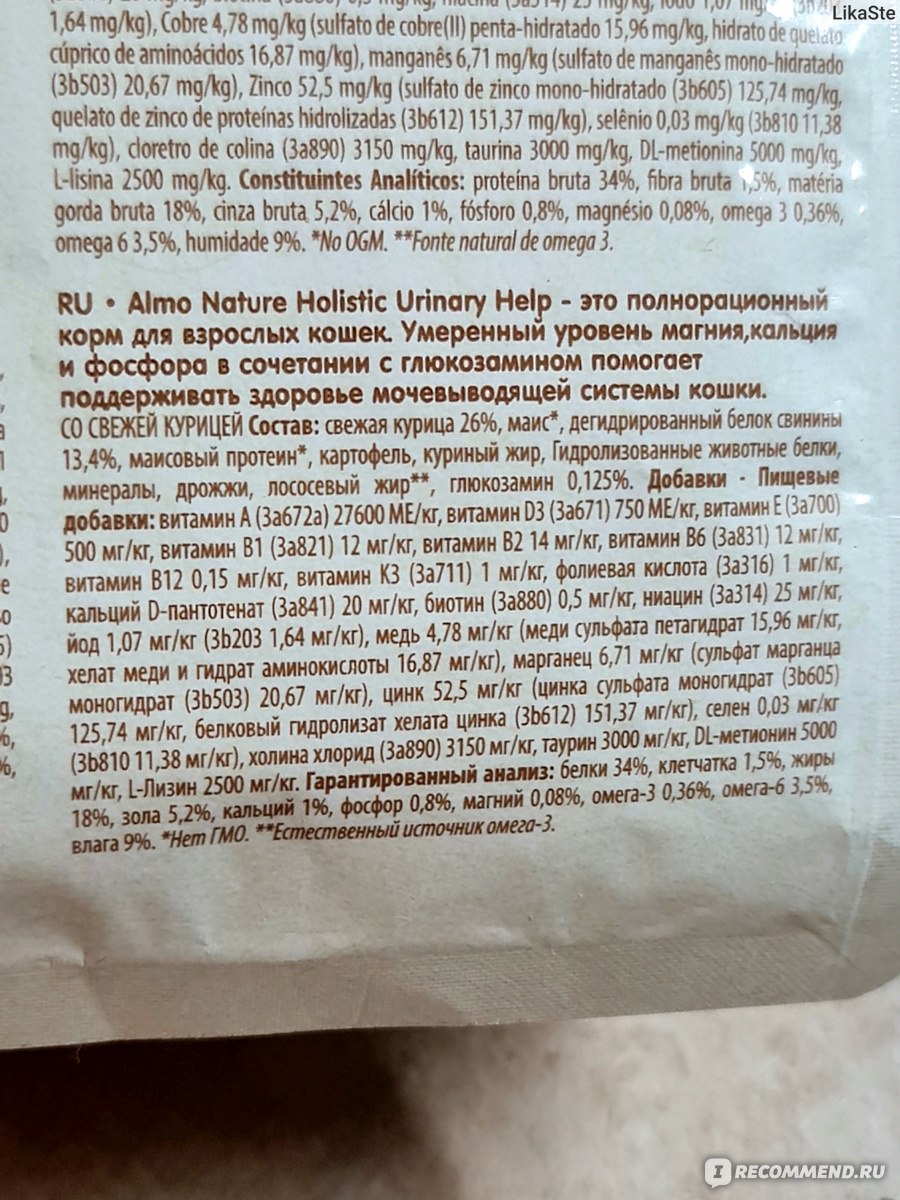 LikaSte
1,64 mg/kg), Cobre 4,78 mg/kg (sulfato de cobre(II) penta-hidratado 15,96 mg/kg, hidrato de quelato
cúprico de aminoácidos 16,87 mg/kg), manganês 6,71 mg/kg (sulfato de manganês mono-hidratado
(3b503) 20,67 mg/kg), Zinco 52,5 mg/kg (sulfato de zinco mono-hidratado (3b605) 125,74 mg/kg,
quelato de zinco de proteínas hidrolizadas (3b612) 151,37 mg/kg), selênio 0,03 mg/kg (3b810 11,38
mg/kg), cloretro de colina (3a890) 3150 mg/kg, taurina 3000 mg/kg, DL-metionina 5000 mg/kg,
L-lisina 2500 mg/kg. Constituintes Analíticos: proteína bruta 34%, fibra bruta 1,5%, matéria
gorda bruta 18%, cinza bruta 5,2%, cálcio 1%, fósforo 0,8%, magnésio 0,08%, omega 3 0,36%,
omega 6 3,5%, humidade 9%. *No OGM. **Fonte natural de omega 3.
RU • Almo Nature Holistic Urinary Help - это полнорационный
корм для взрослых кошек. Умеренный уровень магния,кальция
и фосфора в сочетании с глюкозамином помогает
поддерживать здоровье мочевыводящей системы кошки.
СО СВЕЖЕЙ КУРИЦЕЙ Состав: свежая курица 26%, маис*, дегидрированный белок свинины
13,4%, маисовый протеин*, картофель, куриный жир, Гидролизованные животные белки,
минералы, дрожжи, лососевый жир**, глюкозамин 0,125%. Добавки - Пищевые
добавки: витамин А (3а672а) 27600 МЕ/кг, витамин D3 (3а671) 750 МЕ/кг, витамин Е (3а700)
500 мг/кг, витамин В1 (3а821) 12 мг/кг, витамин В2 14 мг/кг, витамин В6 (3а831) 12 мг/кг,
витамин В12 0,15 мг/кг, витамин К3 (3а711) 1 мг/кг, фолиевая кислота (3а316) 1 мг/кг,
кальций D-пантотенат (3а841) 20 мг/кг, биотин (3а880) 0,5 мг/кг, ниацин (3а314) 25 мг/кг,
йод 1,07 мг/кг (3b203 1,64 мг/кг), медь 4,78 мг/кг (меди сульфата петагидрат 15,96 мг/кг,
хелат меди и гидрат аминокислоты 16,87 мг/кг), марганец 6,71 мг/кг (сульфат марганца
моногидрат (3b503) 20,67 мг/кг), цинк 52,5 мг/кг (цинка сульфата моногидрат (3b605)
125,74 мг/кг, белковый гидролизат хелата цинка (3b612) 151,37 мг/кг), селен 0,03 мг/кг
(3b810 11,38 мг/кг), холина хлорид (3а890) 3150 мг/кг, таурин 3000 мг/кг, DL-метионин 5000
мг/кг, L-Лизин 2500 мг/кг. Гарантированный анализ: белки 34%, клетчатка 1,5%, жиры
18%, зола 5,2%, кальций 1%, фосфор 0,8%, магний 0,08%, омега-3 0,36%, омега-6 3,5%,
влага 9%. *Нет ГМО. **Естественный источник омега-3.
IRECOMMEND.RU